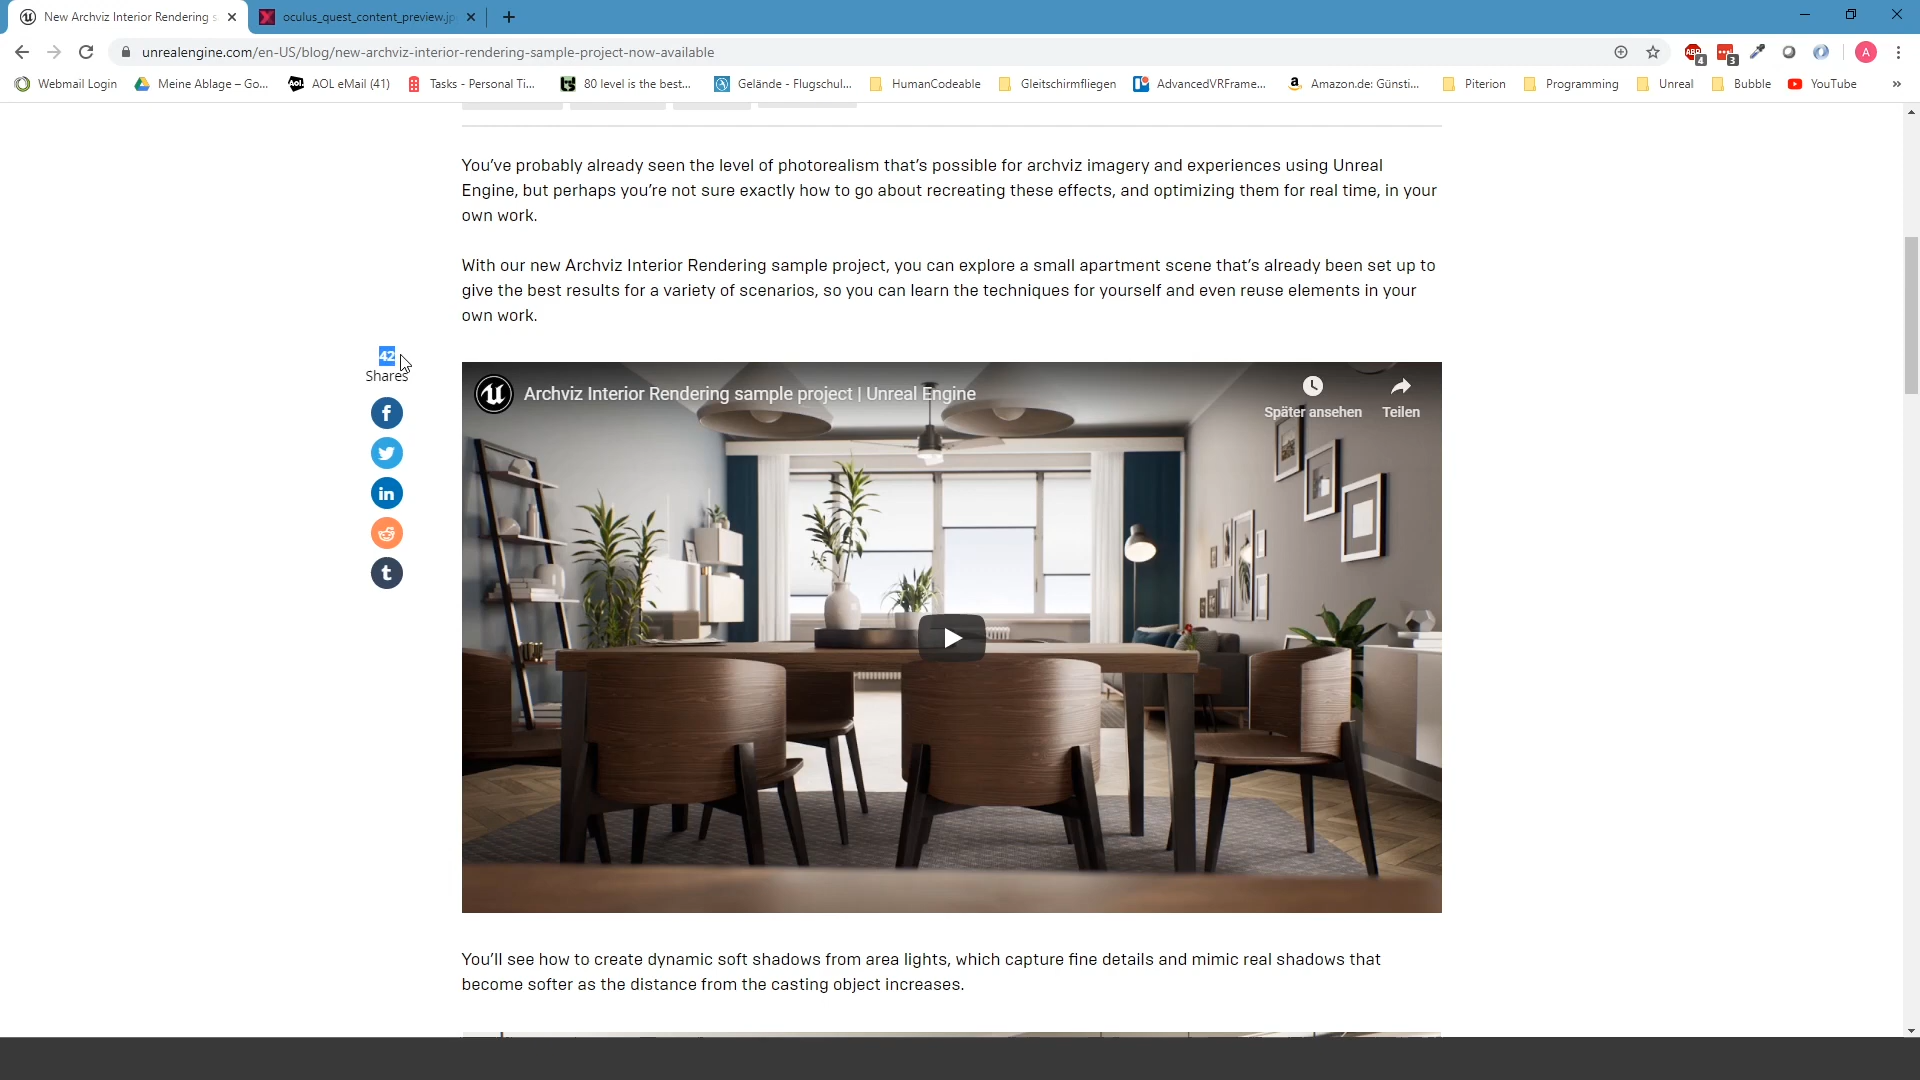 New Archviz Interior Rendering s
oculus_quest_content_preview.jp
unrealengine.com/en-US/blog/new-archviz-interior-rendering-sample-project-now-available
ABP 4
3
A
Webmail Login
Meine Ablage – Go...
Aol. AOL eMail (41)
Tasks - Personal Ti...
80 level is the best...
Gelände - Flugschul...
HumanCodeable
Gleitschirmfliegen
AdvancedVRFrame...
Amazon.de: Günsti...
Piterion
Programming
Unreal
Bubble
YouTube
»
You've probably already seen the level of photorealism that's possible for archviz imagery and experiences using Unreal
Engine, but perhaps you're not sure exactly how to go about recreating these effects, and optimizing them for real time, in your
own work.
With our new Archviz Interior Rendering sample project, you can explore a small apartment scene that's already been set up to
give the best results for a variety of scenarios, so you can learn the techniques for yourself and even reuse elements in your
own work.
42
Shares
Archviz Interior Rendering sample project | Unreal Engine
Später ansehen
Teilen
You'll see how to create dynamic soft shadows from area lights, which capture fine details and mimic real shadows that
become softer as the distance from the casting object increases.